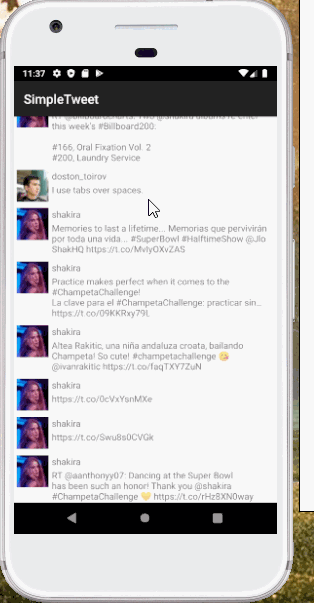 11:37
SimpleTweet
RT @billboardcharts: Two @shakira albums re-enter
this week's #Billboard200:
#166, Oral Fixation Vol. 2
#200, Laundry Service
doston_toirov
I use tabs over spaces.
shakira
Memories to last a lifetime... Memorias que pervivirán
por toda una vida... #SuperBowl #HalftimeShow @Jlo
ShakHQ https://t.co/MvIyOXvZAS
shakira
Practice makes perfect when it comes to the
#ChampetaChallenge!
La clave para el #ChampetaChallenge: practicar sin…
https://t.co/09KKRxy79L
shakira
Altea Rakitic, una niña andaluza croata, bailando
Champeta! So cute! #champetachallenge 😘
@ivanrakitic https://t.co/faqTXY7ZuN
shakira
https://t.co/0cVxYsnMXe
shakira
https://t.co/Swu8s0CVGk
shakira
RT @aanthonyy07: Dancing at the Super Bowl
has been such an honor! Thank you @shakira
#ChampetaChallenge 💛 https://t.co/rHz8XN0way